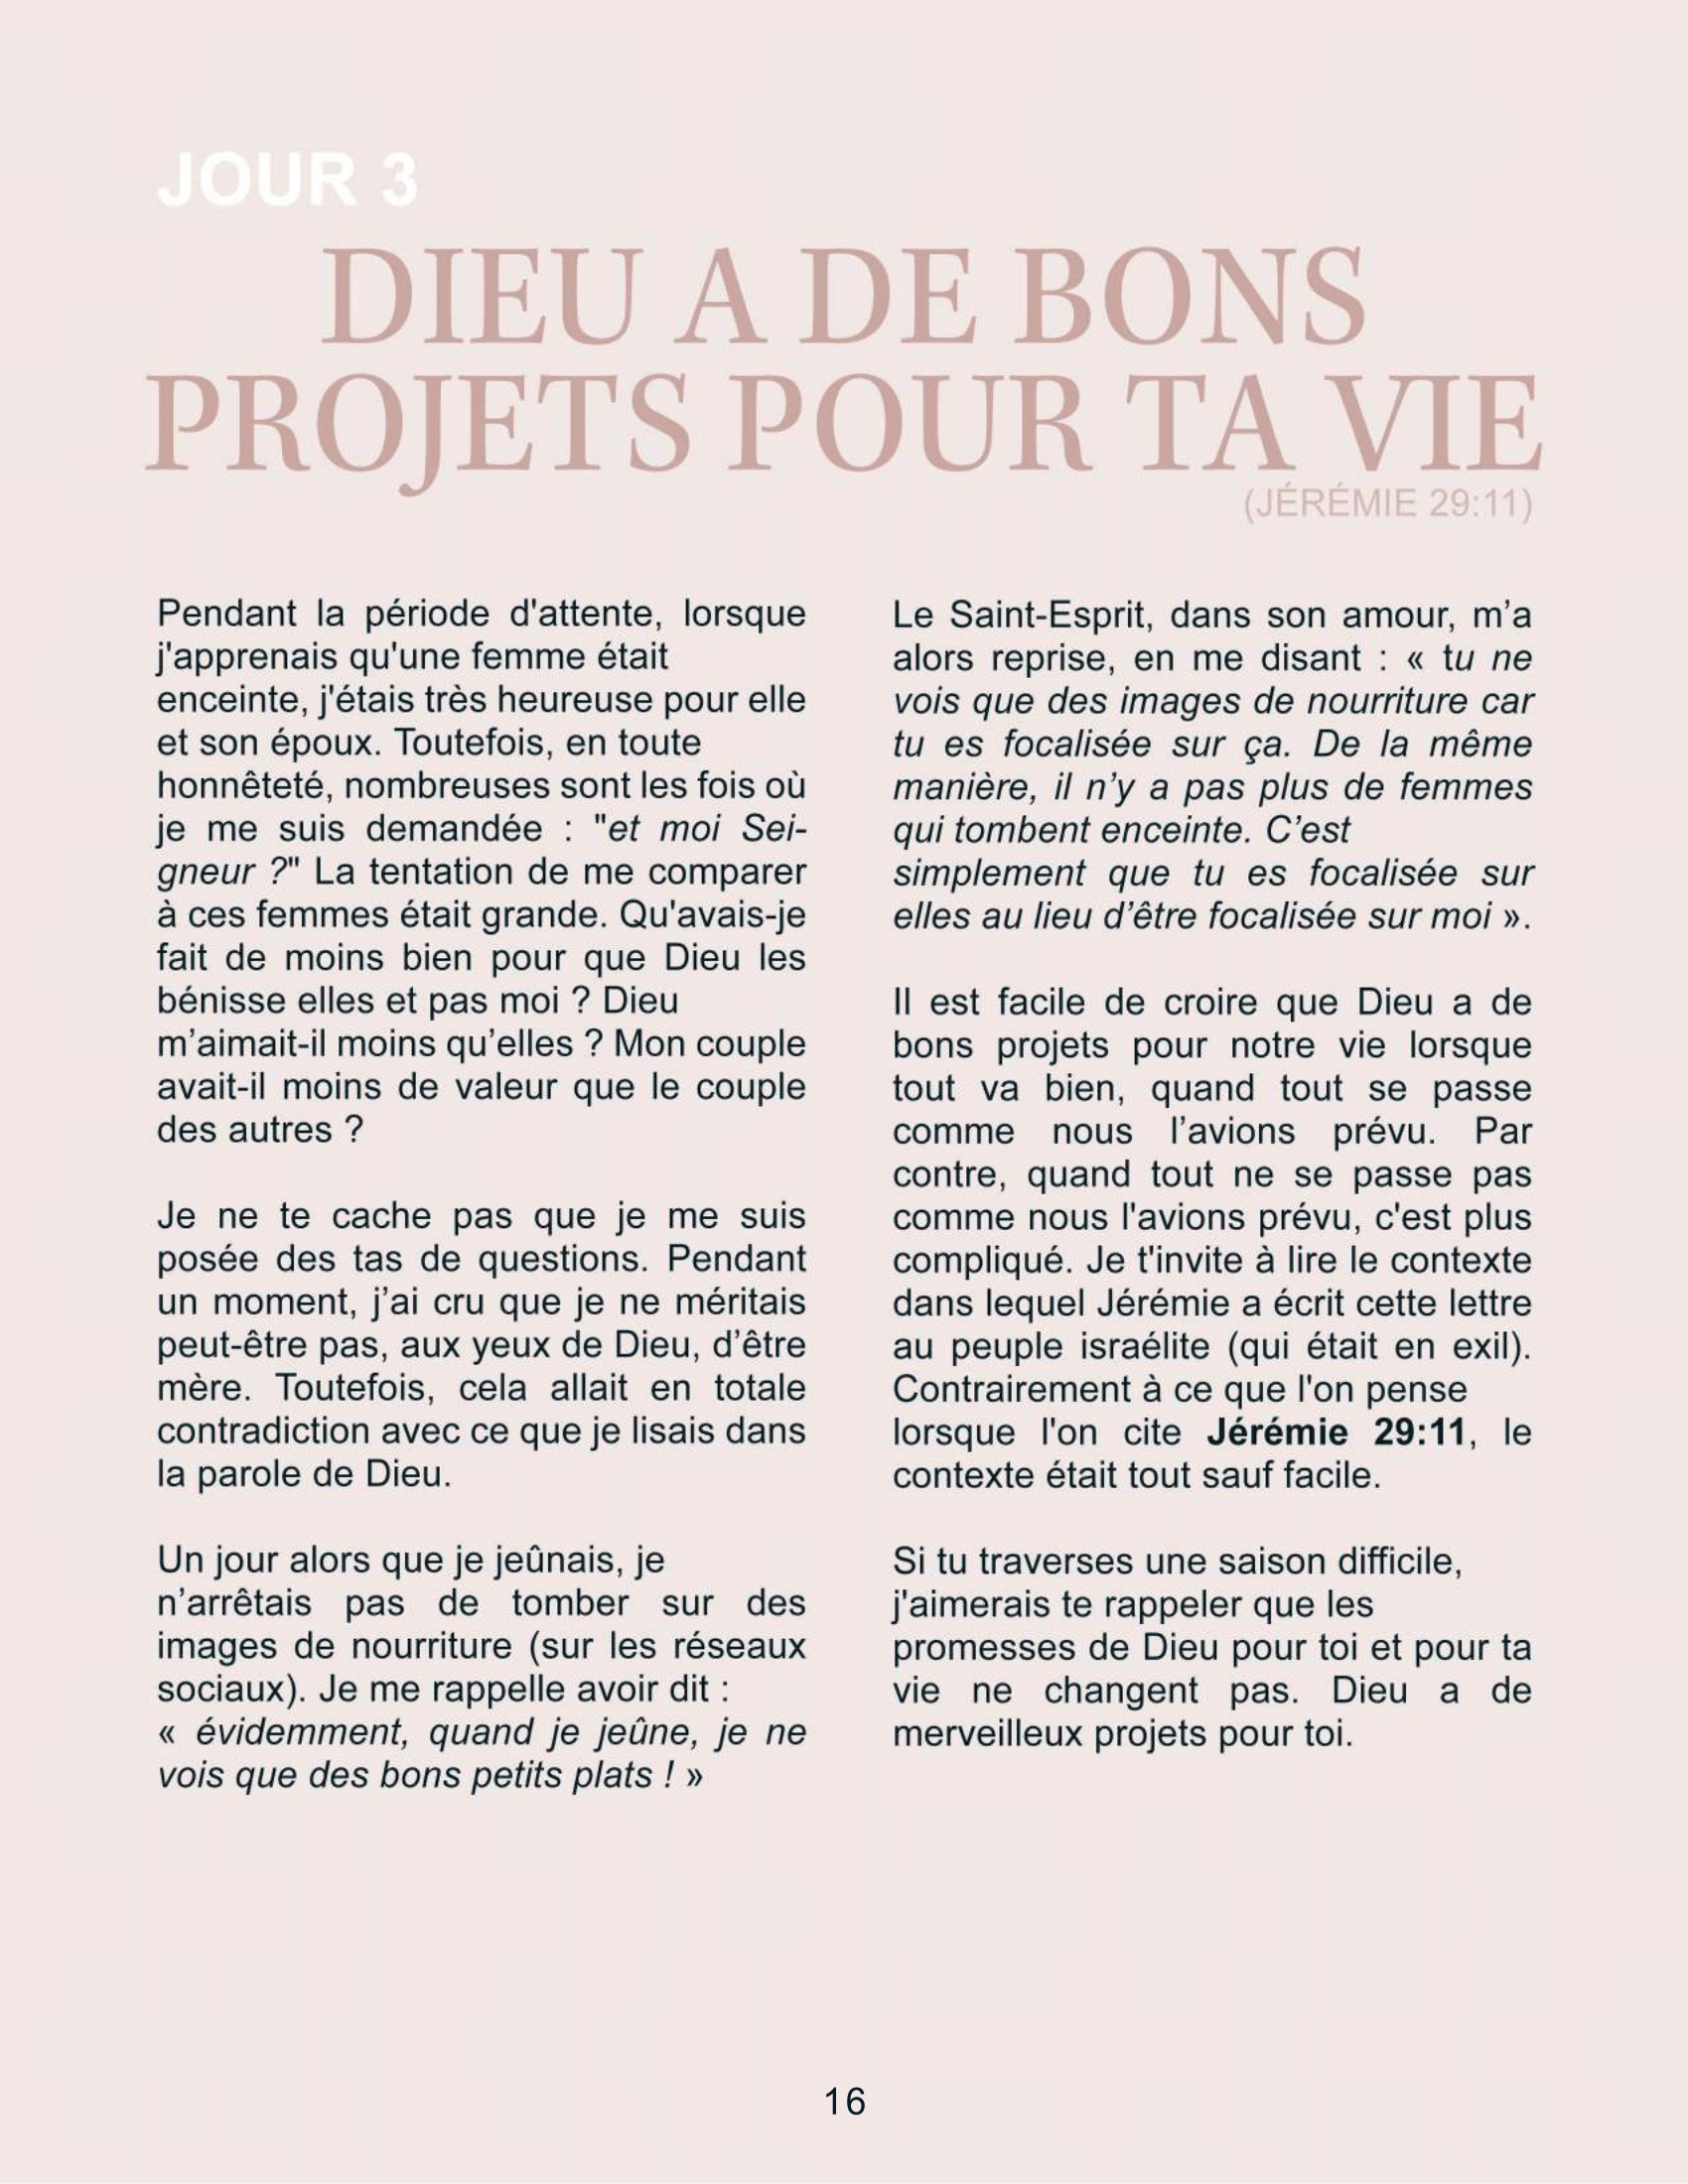 JOUR 3
DIEU A DE BONS
PROJETS POUR TA VIE
(JÉRÉMIE 29:11)
Pendant la période d'attente, lorsque
j'apprenais qu'une femme était
enceinte, j'étais très heureuse pour elle
et son époux. Toutefois, en toute
honnêteté, nombreuses sont les fois où
je me suis demandée : "et moi Sei-
gneur ?" La tentation de me comparer
à ces femmes était grande. Qu'avais-je
fait de moins bien pour que Dieu les
bénisse elles et pas moi ? Dieu
m’aimait-il moins qu’elles ? Mon couple
avait-il moins de valeur que le couple
des autres ?
Je ne te cache pas que je me suis
posée des tas de questions. Pendant
un moment, j’ai cru que je ne méritais
peut-être pas, aux yeux de Dieu, d’être
mère. Toutefois, cela allait en totale
contradiction avec ce que je lisais dans
la parole de Dieu.
Un jour alors que je jeûnais, je
n’arrêtais pas de tomber sur des
images de nourriture (sur les réseaux
sociaux). Je me rappelle avoir dit :
« évidemment, quand je jeûne, je ne
vois que des bons petits plats ! »
Le Saint-Esprit, dans son amour, m’a
alors reprise, en me disant : « tu ne
vois que des images de nourriture car
tu es focalisée sur ça. De la même
manière, il n’y a pas plus de femmes
qui tombent enceinte. C’est
simplement que tu es focalisée sur
elles au lieu d’être focalisée sur moi ».
Il est facile de croire que Dieu a de
bons projets pour notre vie lorsque
tout va bien, quand tout se passe
comme nous l’avions prévu. Par
contre, quand tout ne se passe pas
comme nous l'avions prévu, c'est plus
compliqué. Je t'invite à lire le contexte
dans lequel Jérémie a écrit cette lettre
au peuple israélite (qui était en exil).
Contrairement à ce que l'on pense
lorsque l'on cite Jérémie 29:11, le
contexte était tout sauf facile.
Si tu traverses une saison difficile,
j'aimerais te rappeler que les
promesses de Dieu pour toi et pour ta
vie ne changent pas. Dieu a de
merveilleux projets pour toi.
16